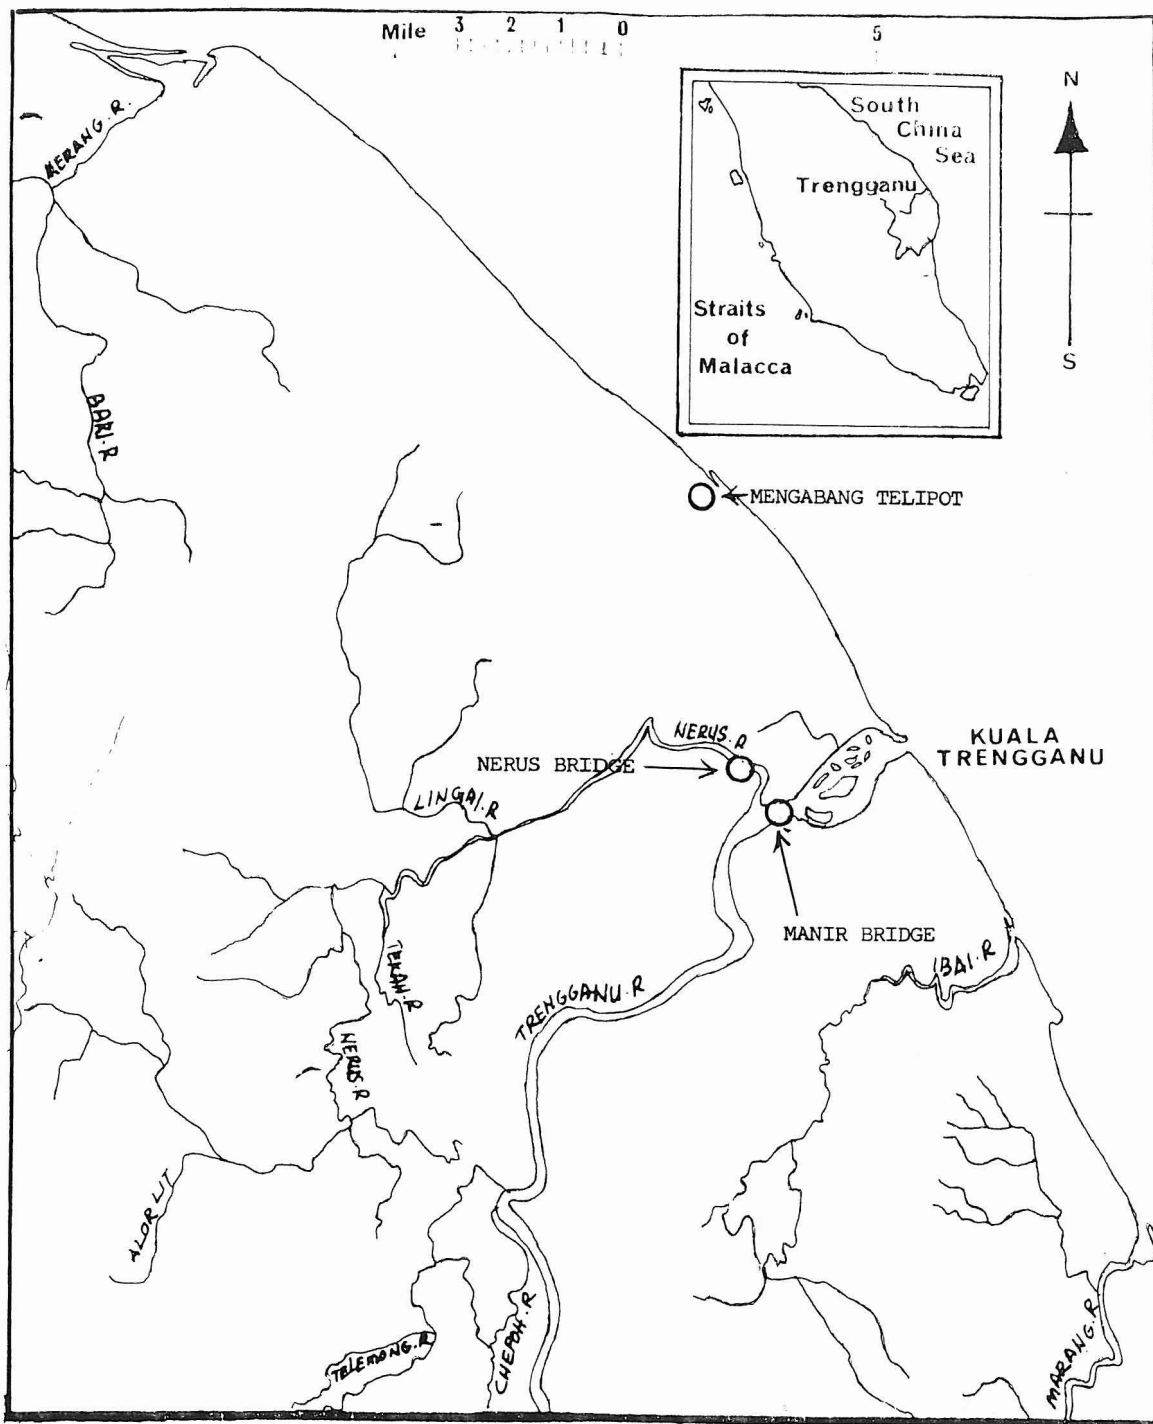 Mile 3 2 1 0 5
N
South
China
Sea
Trengganu
Straits
of
Malacca
S
MERANG.R.
BARI.R
MENGABANG TELIPOT
NERUS.R
KUALA
TRENGGANU
NERUS BRIDGE
LINGAI.R
MANIR BRIDGE
IBAI.R
TEKAH.R
TRENGGANU.R
NERUS.R
ALOR LIT
TELEMONG.R
CHEPOH.R
MARANG.R